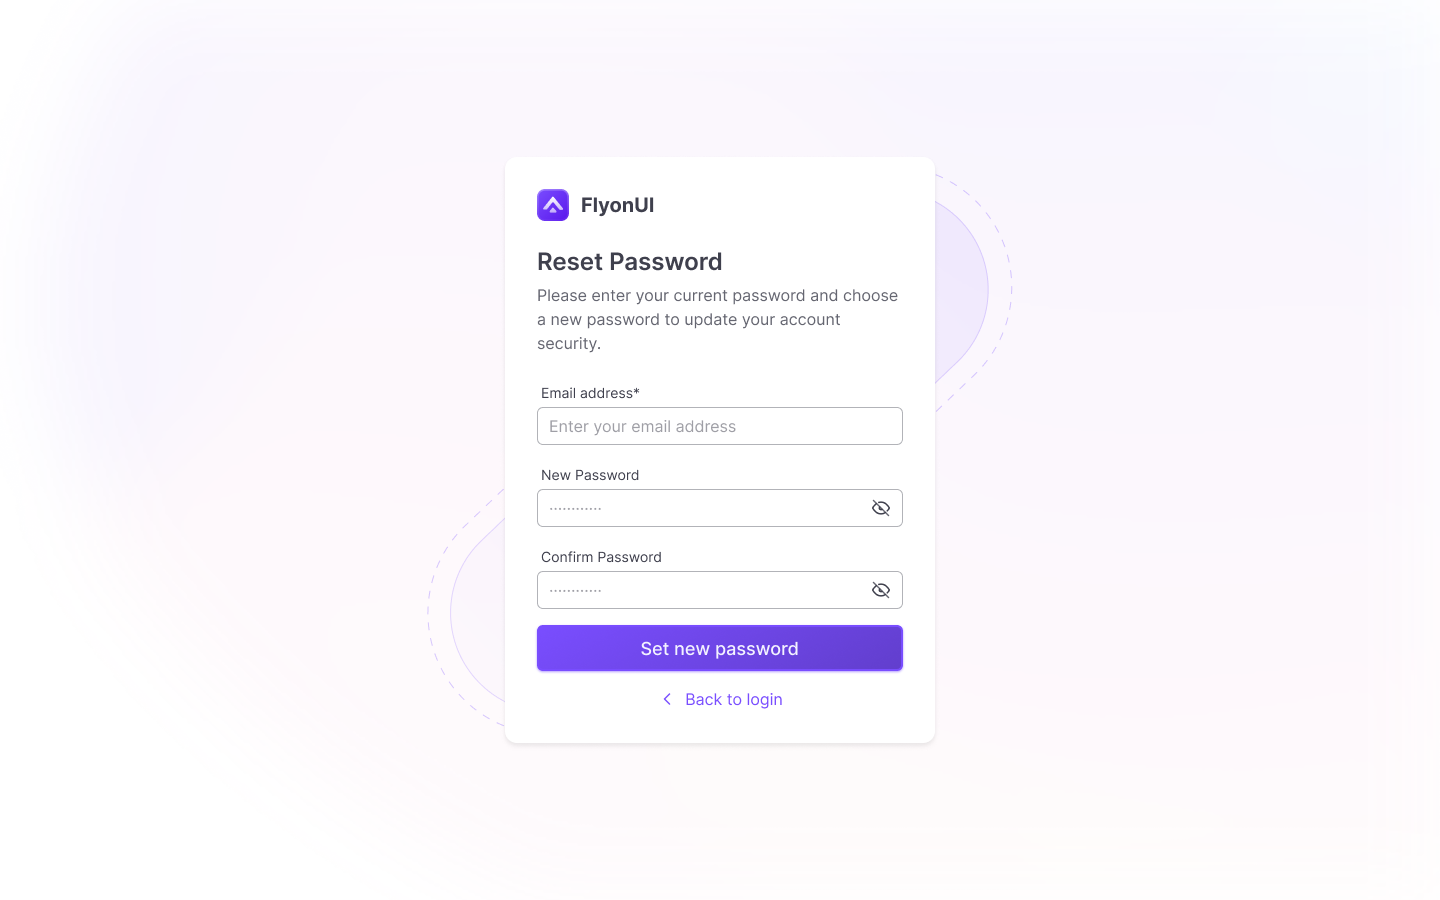 FlyonUI
Reset Password
Please enter your current password and choose
a new password to update your account
security.
Email address*
Enter your email address
New Password
············
Confirm Password
············
Set new password
Back to login